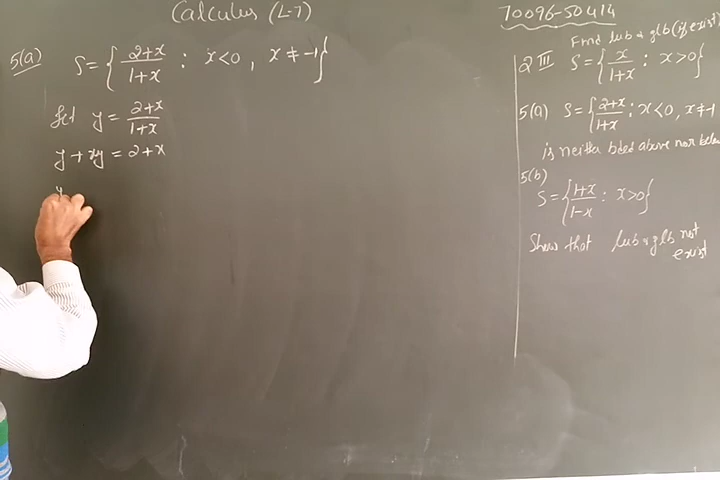 Calculus (L-7)
70096-50414
5(a) S = { 2+x / 1+x : x<0, x≠-1 }
Let y = 2+x / 1+x
y + xy = 2+x
y
Find lub & glb (if exist)
2 III S = { x / 1+x : x>0 }
5(a) S = { 2+x / 1+x : x<0, x≠-1
is neither bded above nor below
5(b)
S = { 1+x / 1-x : x>0 }
Show that lub & glb not
exist